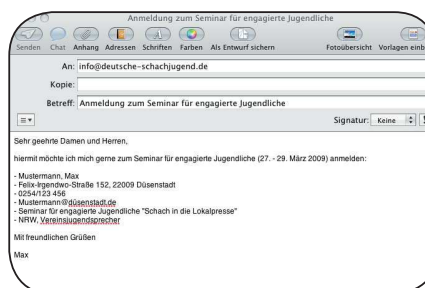 Anmeldung zum Seminar für engagierte Jugendliche
Senden Chat Anhang Adressen Schriften Farben Als Entwurf sichern Fotoübersicht Vorlagen einb
An: info@deutsche-schachjugend.de
Kopie:
Betreff: Anmeldung zum Seminar für engagierte Jugendliche
Signatur: Keine
Sehr geehrte Damen und Herren,
hiermit möchte ich mich gerne zum Seminar für engagierte Jugendliche (27. - 29. März 2009) anmelden:
- Mustermann, Max
- Felix-Irgendwo-Straße 152, 22009 Düsenstadt
- 0254/123 456
- Mustermann@düsenstadt.de
- Seminar für engagierte Jugendliche "Schach in die Lokalpresse"
- NRW, Vereinsjugendsprecher
Mit freundlichen Grüßen
Max